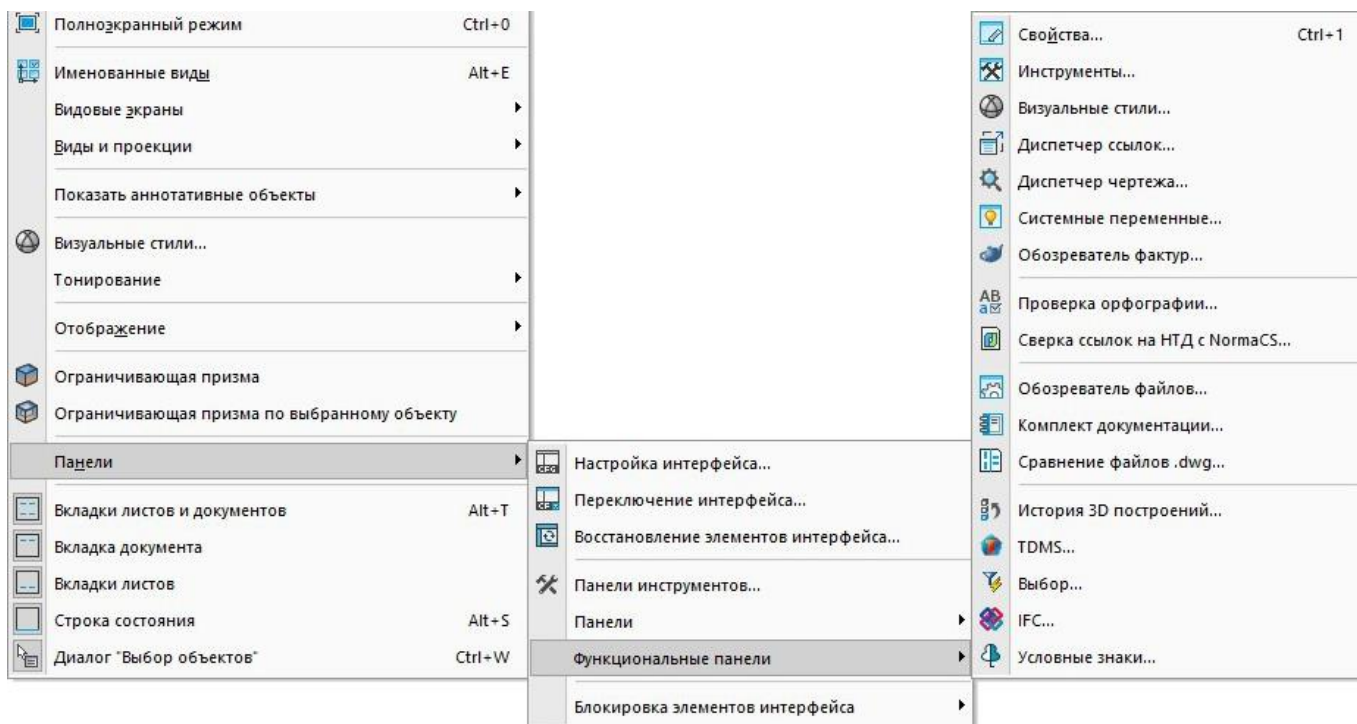 Полноэкранный режим Ctrl+0
Именованные виды Alt+E
Видовые экраны
Виды и проекции
Показать аннотативные объекты
Визуальные стили...
Тонирование
Отображение
Ограничивающая призма
Ограничивающая призма по выбранному объекту
Панели
Вкладки листов и документов Alt+T
Вкладка документа
Вкладки листов
Строка состояния Alt+S
Диалог "Выбор объектов" Ctrl+W
Настройка интерфейса...
Переключение интерфейса...
Восстановление элементов интерфейса...
Панели инструментов...
Панели
Функциональные панели
Блокировка элементов интерфейса
Свойства... Ctrl+1
Инструменты...
Визуальные стили...
Диспетчер ссылок...
Диспетчер чертежа...
Системные переменные...
Обозреватель фактур...
Проверка орфографии...
Сверка ссылок на НТД с NormaCS...
Обозреватель файлов...
Комплект документации...
Сравнение файлов .dwg...
История 3D построений...
TDMS...
Выбор...
IFC...
Условные знаки...